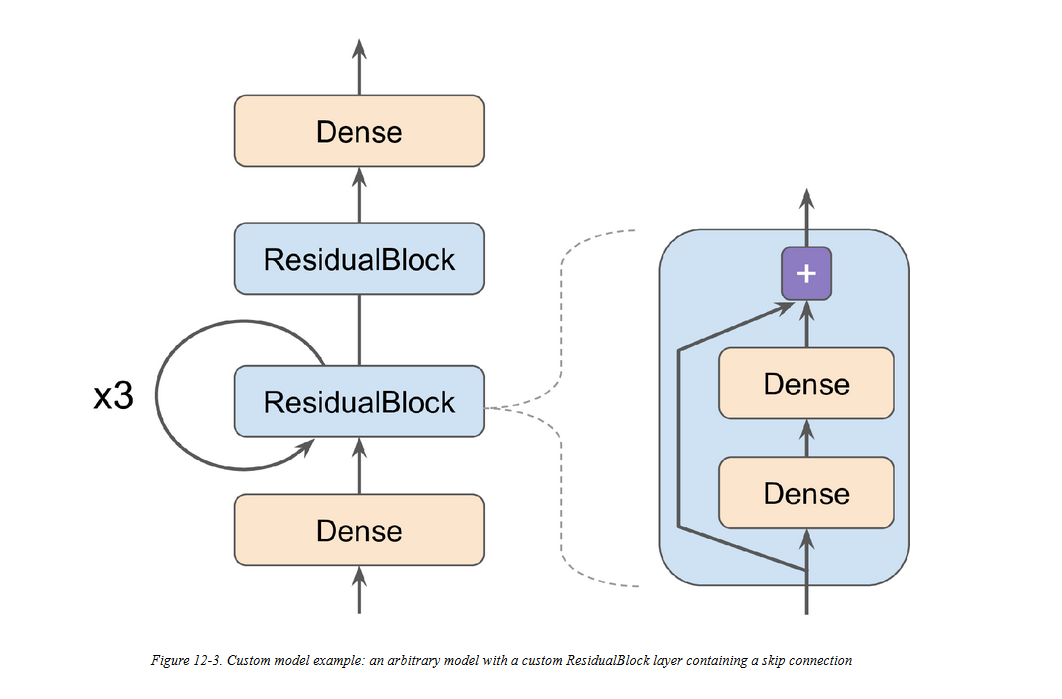 Dense
ResidualBlock
x3
ResidualBlock
Dense
+
Dense
Dense
Figure 12-3. Custom model example: an arbitrary model with a custom ResidualBlock layer containing a skip connection